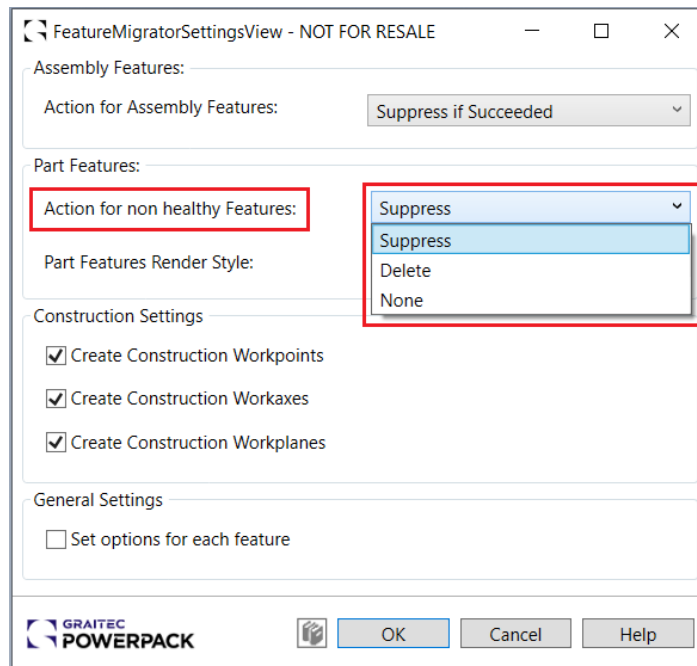 FeatureMigratorSettingsView - NOT FOR RESALE
Assembly Features:
Action for Assembly Features:
Suppress if Succeeded
Part Features:
Action for non healthy Features:
Suppress
Suppress
Part Features Render Style:
Delete
None
Construction Settings
Create Construction Workpoints
Create Construction Workaxes
Create Construction Workplanes
General Settings
Set options for each feature
GRAITEC
POWERPACK
OK
Cancel
Help